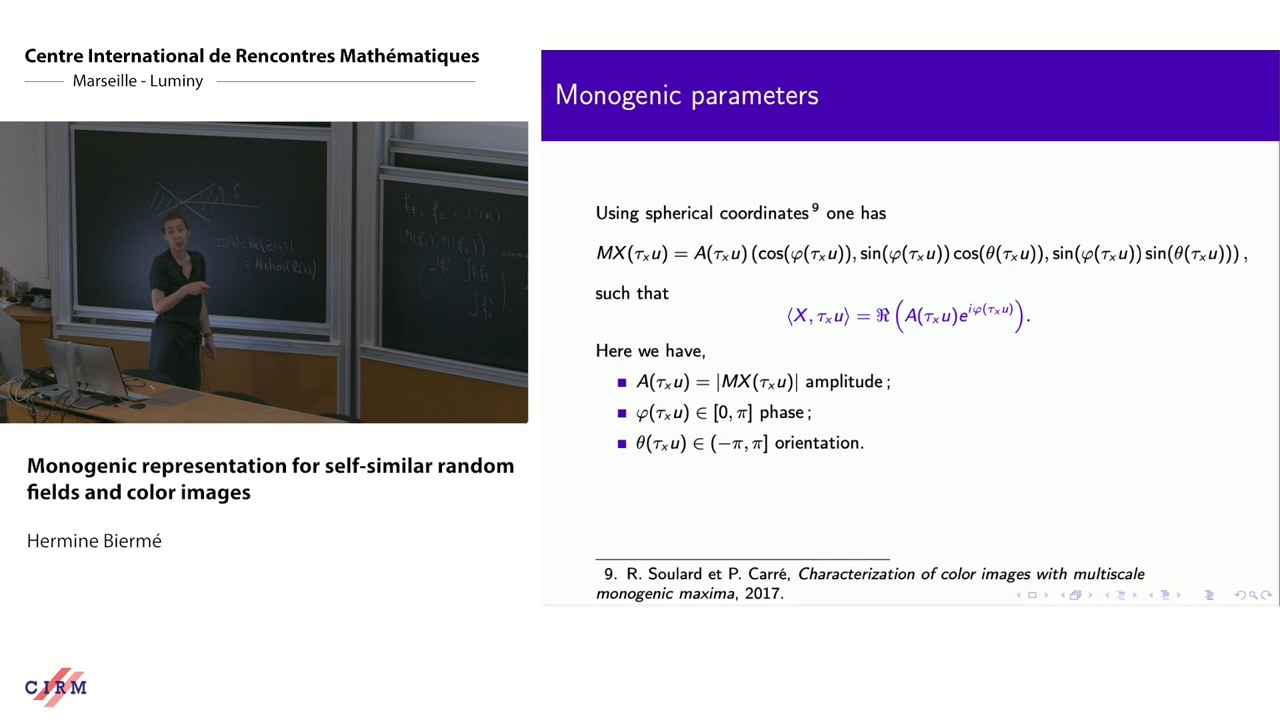 Centre International de Rencontres Mathématiques
Marseille - Luminy
Monogenic representation for self-similar random
fields and color images
Hermine Biermé
CIRM
Monogenic parameters
Using spherical coordinates⁹ one has
MX(τₓu) = A(τₓu) (cos(φ(τₓu)), sin(φ(τₓu)) cos(θ(τₓu)), sin(φ(τₓu)) sin(θ(τₓu))) ,
such that
⟨X, τₓu⟩ = ℜ (A(τₓu)e^{iφ(τₓu)}).
Here we have,
■ A(τₓu) = |MX(τₓu)| amplitude ;
■ φ(τₓu) ∈ [0, π] phase ;
■ θ(τₓu) ∈ (−π, π] orientation.
9. R. Soulard et P. Carré, Characterization of color images with multiscale
monogenic maxima, 2017.